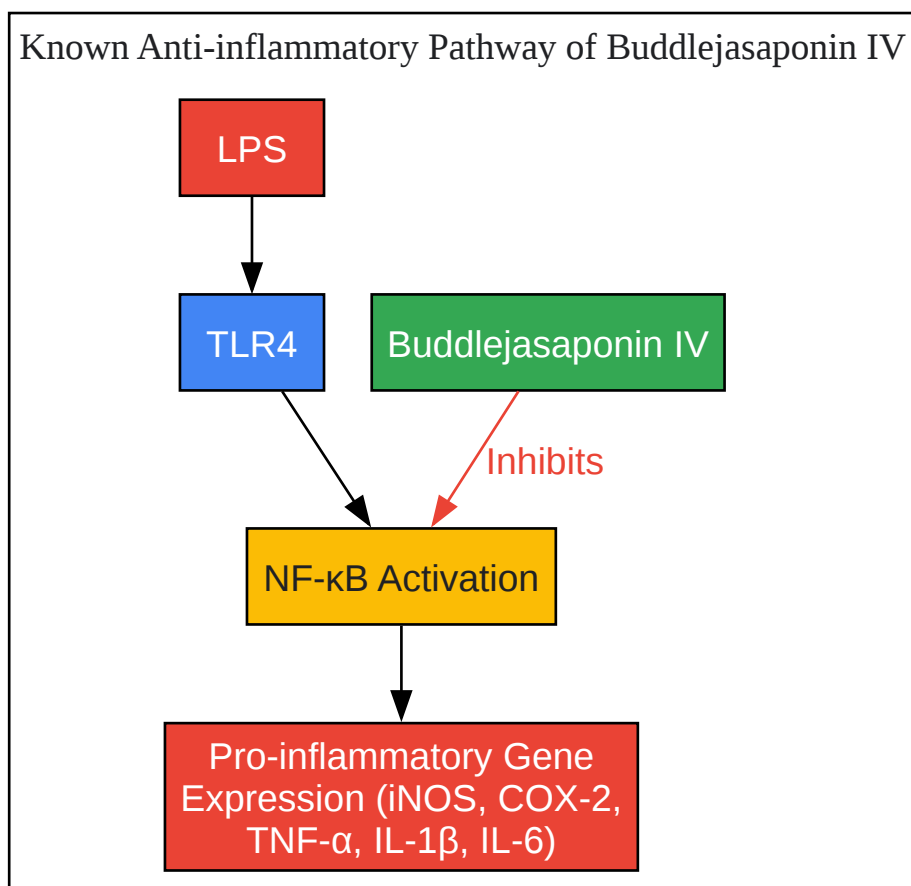 Known Anti-inflammatory Pathway of Buddlejasaponin IV
LPS
TLR4
Buddlejasaponin IV
Inhibits
NF-κB Activation
Pro-inflammatory Gene
Expression (iNOS, COX-2,
TNF-α, IL-1β, IL-6)